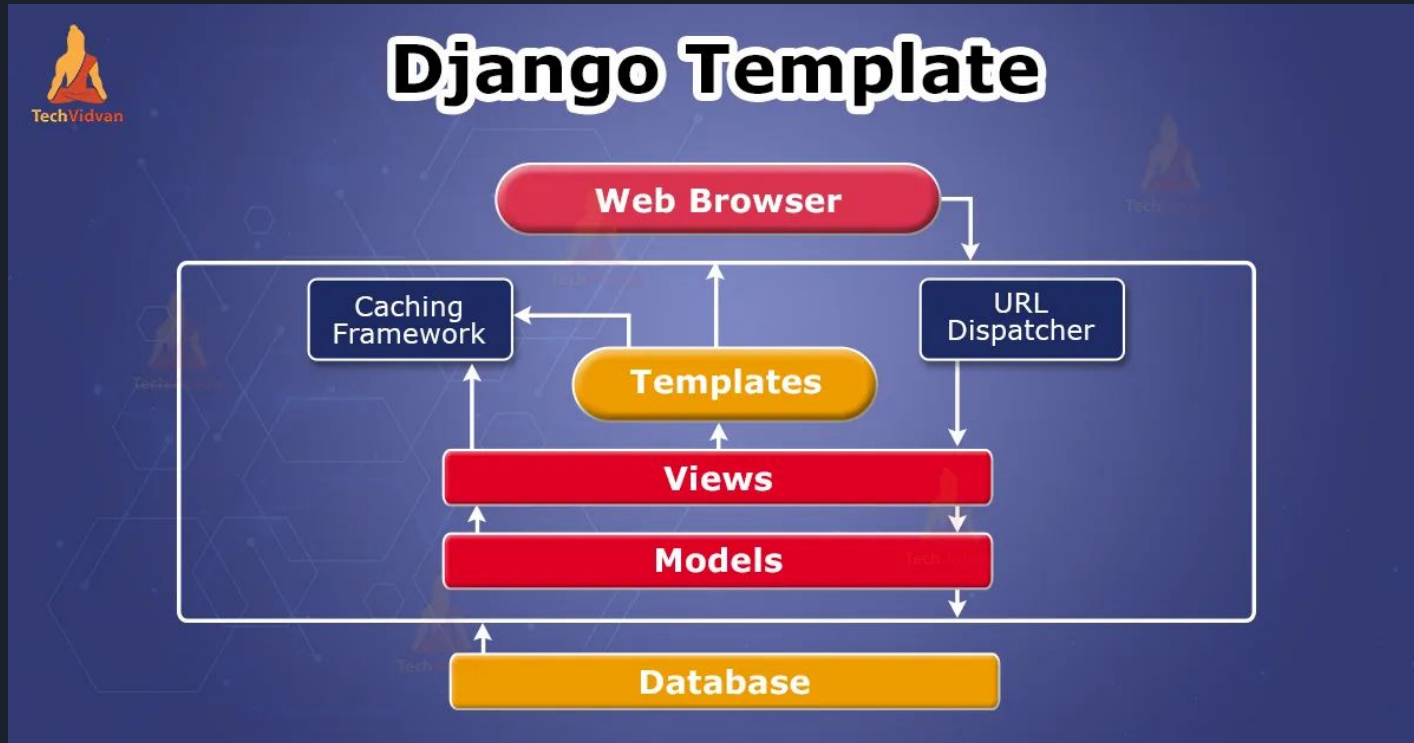 TechVidvan
Django Template
Web Browser
Caching
Framework
URL
Dispatcher
Templates
Views
Models
Database